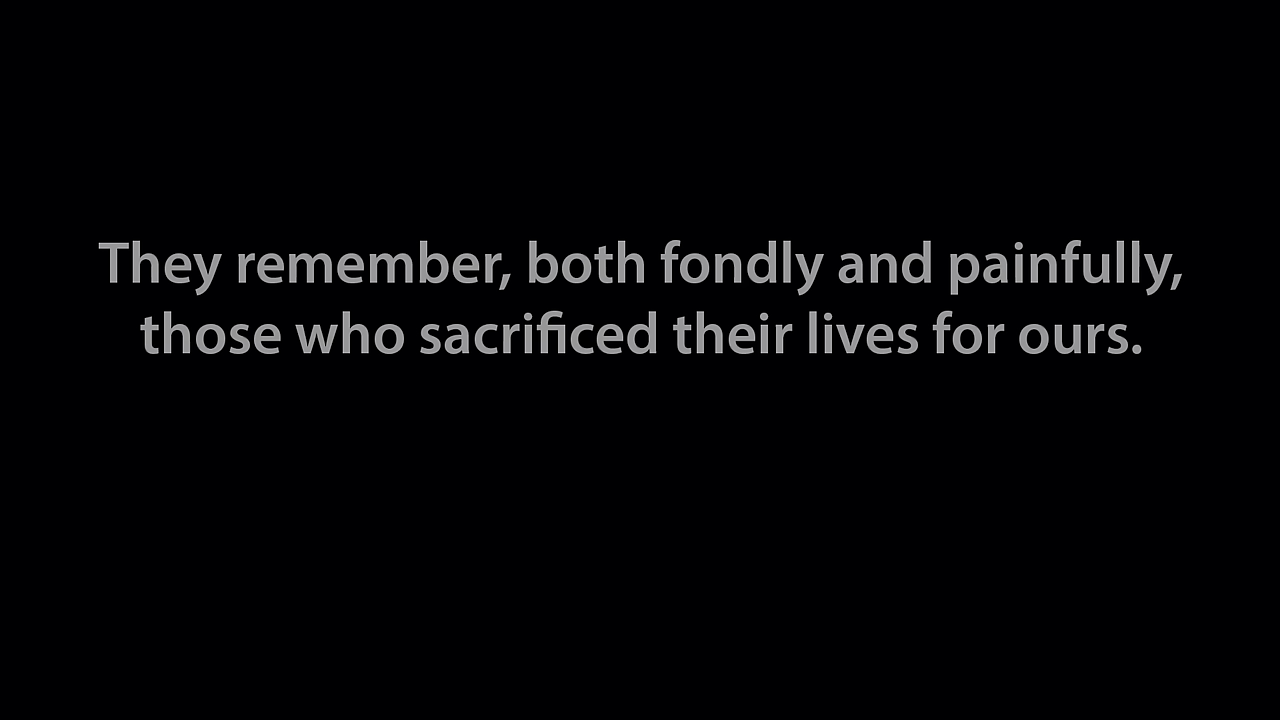 They remember, both fondly and painfully,
those who sacrificed their lives for ours.